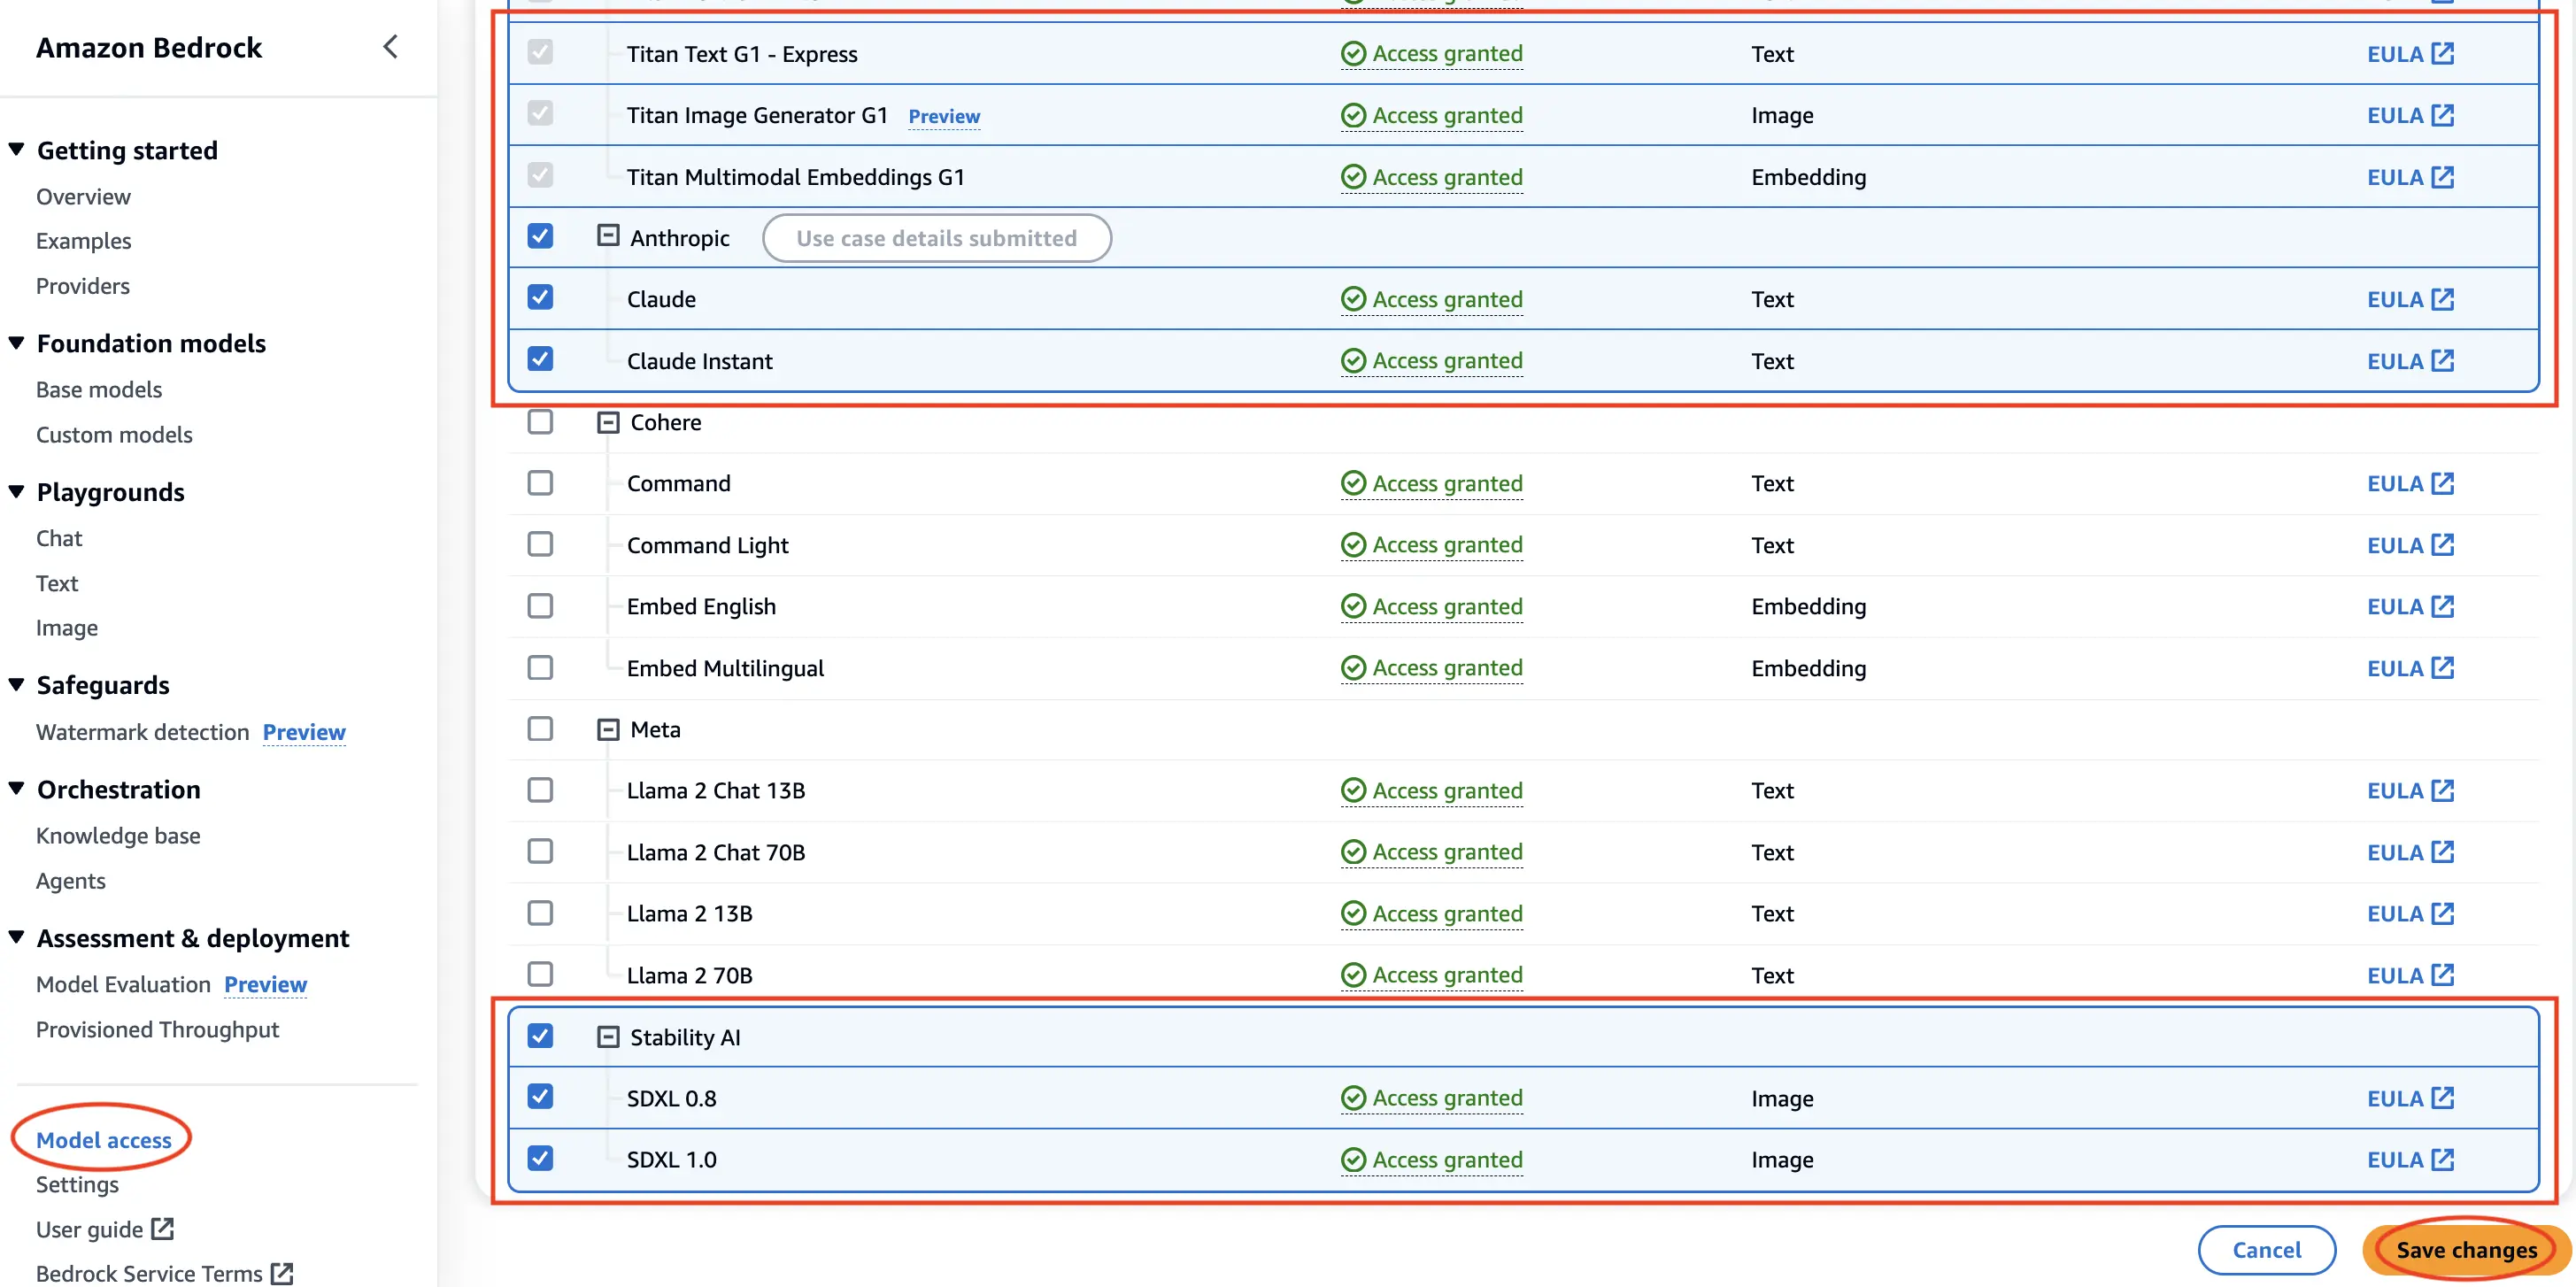 Amazon Bedrock
Getting started
Overview
Examples
Providers
Foundation models
Base models
Custom models
Playgrounds
Chat
Text
Image
Safeguards
Watermark detection Preview
Orchestration
Knowledge base
Agents
Assessment & deployment
Model Evaluation Preview
Provisioned Throughput
Model access
Settings
User guide
Bedrock Service Terms
Titan Text G1 - Express Access granted Text EULA
Titan Image Generator G1 Preview Access granted Image EULA
Titan Multimodal Embeddings G1 Access granted Embedding EULA
Anthropic Use case details submitted
Claude Access granted Text EULA
Claude Instant Access granted Text EULA
Cohere
Command Access granted Text EULA
Command Light Access granted Text EULA
Embed English Access granted Embedding EULA
Embed Multilingual Access granted Embedding EULA
Meta
Llama 2 Chat 13B Access granted Text EULA
Llama 2 Chat 70B Access granted Text EULA
Llama 2 13B Access granted Text EULA
Llama 2 70B Access granted Text EULA
Stability AI
SDXL 0.8 Access granted Image EULA
SDXL 1.0 Access granted Image EULA
Cancel Save changes